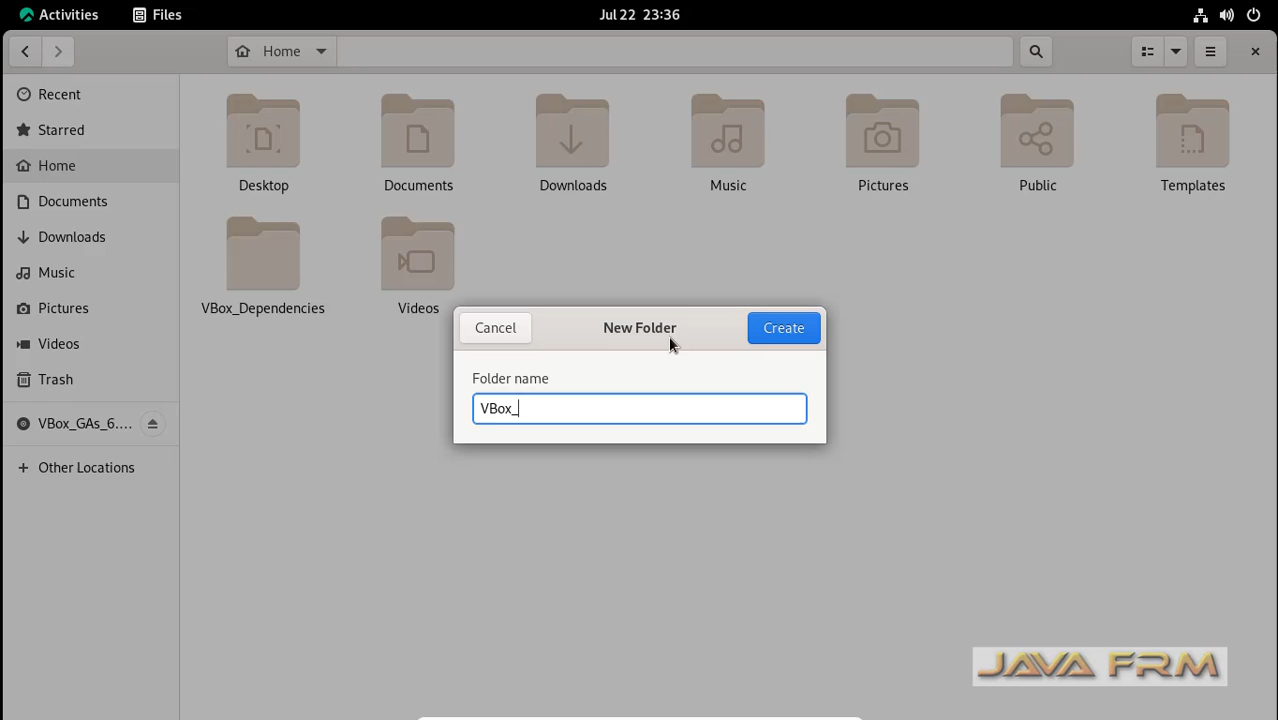 Activities Files Jul 22 23:36
Home
Recent
Starred
Home
Documents
Downloads
Music
Pictures
Videos
Trash
VBox_GAs_6....
Other Locations
Desktop Documents Downloads Music Pictures Public Templates
VBox_Dependencies Videos
Cancel New Folder Create
Folder name
VBox_
JAVA FRM